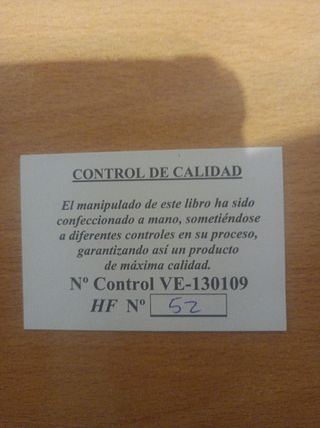 CONTROL DE CALIDAD
El manipulado de este libro ha sido
confeccionado a mano, sometiéndose
a diferentes controles en su proceso,
garantizando así un producto
de máxima calidad.
Nº Control VE-130109
HF Nº 52